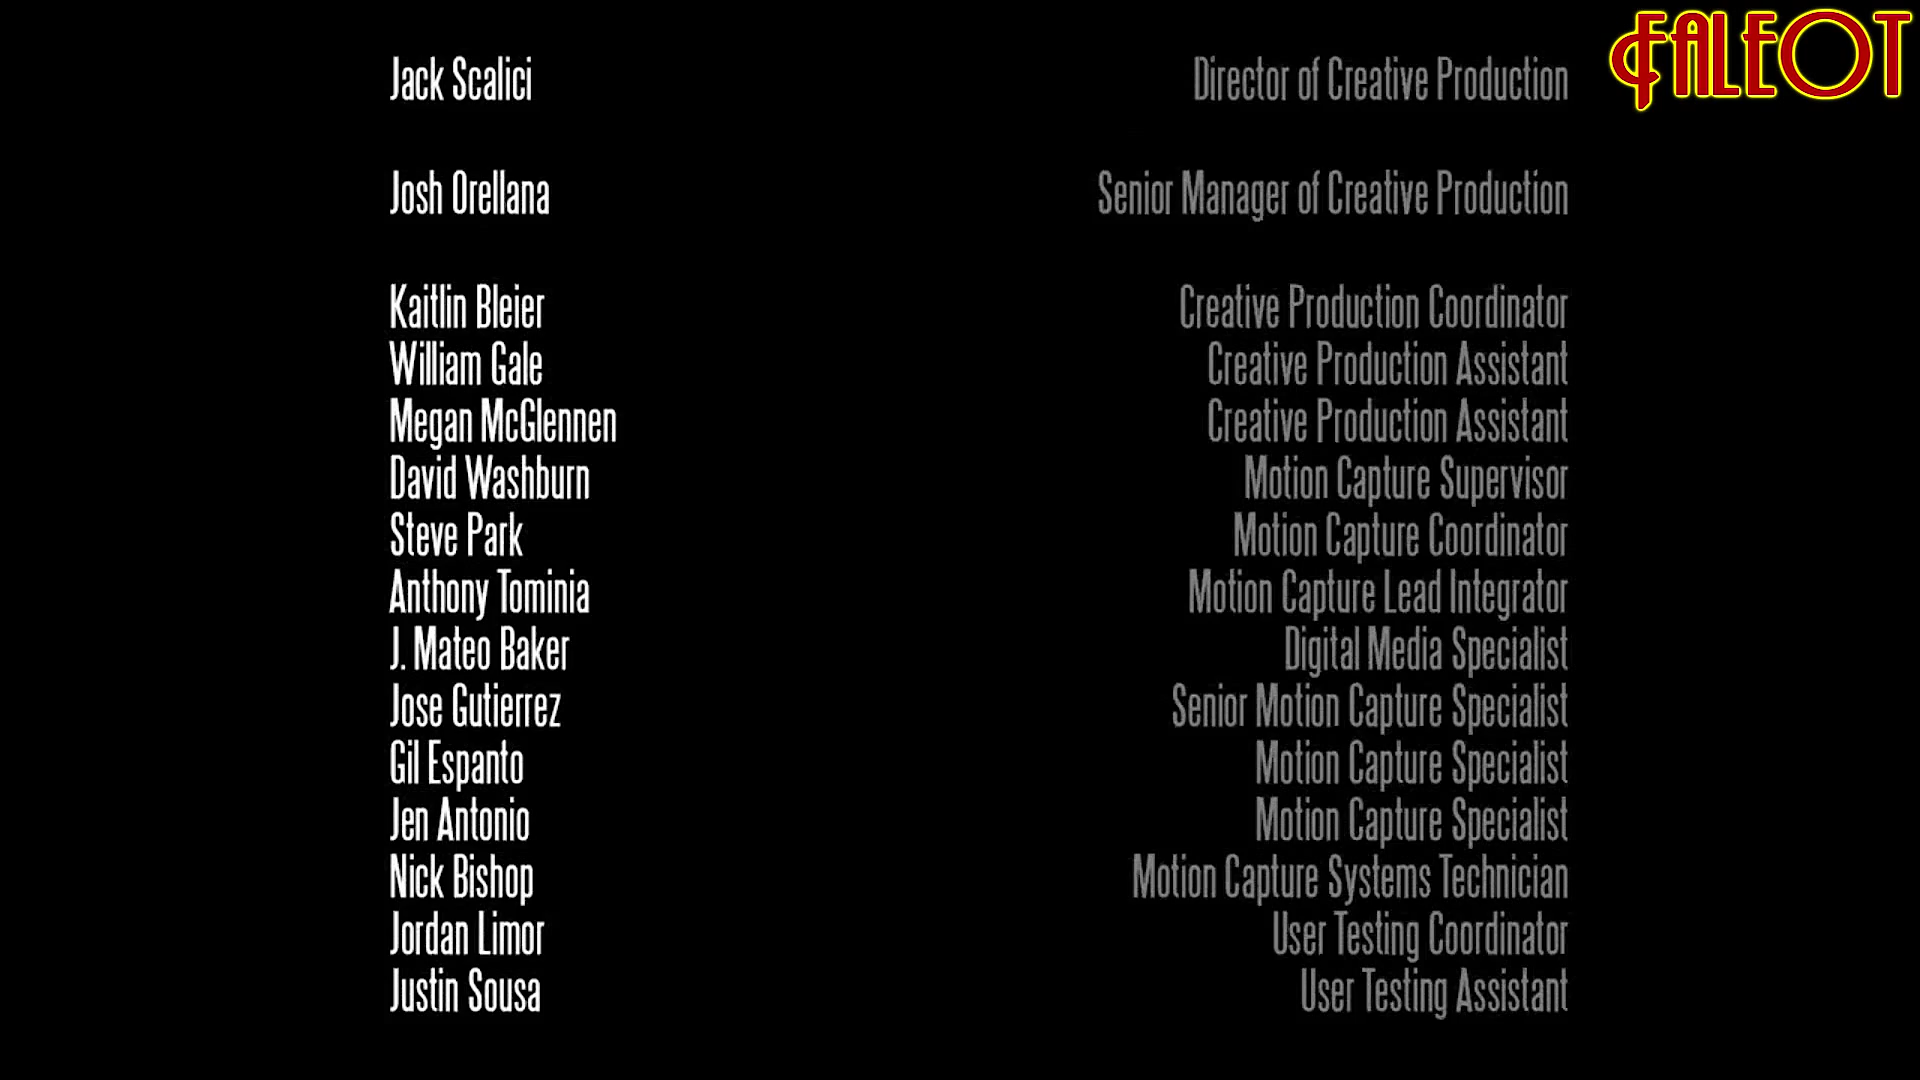 FALEOT
Jack Scalici Director of Creative Production
Josh Orellana Senior Manager of Creative Production
Kaitlin Bleier Creative Production Coordinator
William Gale Creative Production Assistant
Megan McGlennen Creative Production Assistant
David Washburn Motion Capture Supervisor
Steve Park Motion Capture Coordinator
Anthony Tominia Motion Capture Lead Integrator
J. Mateo Baker Digital Media Specialist
Jose Gutierrez Senior Motion Capture Specialist
Gil Espanto Motion Capture Specialist
Jen Antonio Motion Capture Specialist
Nick Bishop Motion Capture Systems Technician
Jordan Limor User Testing Coordinator
Justin Sousa User Testing Assistant